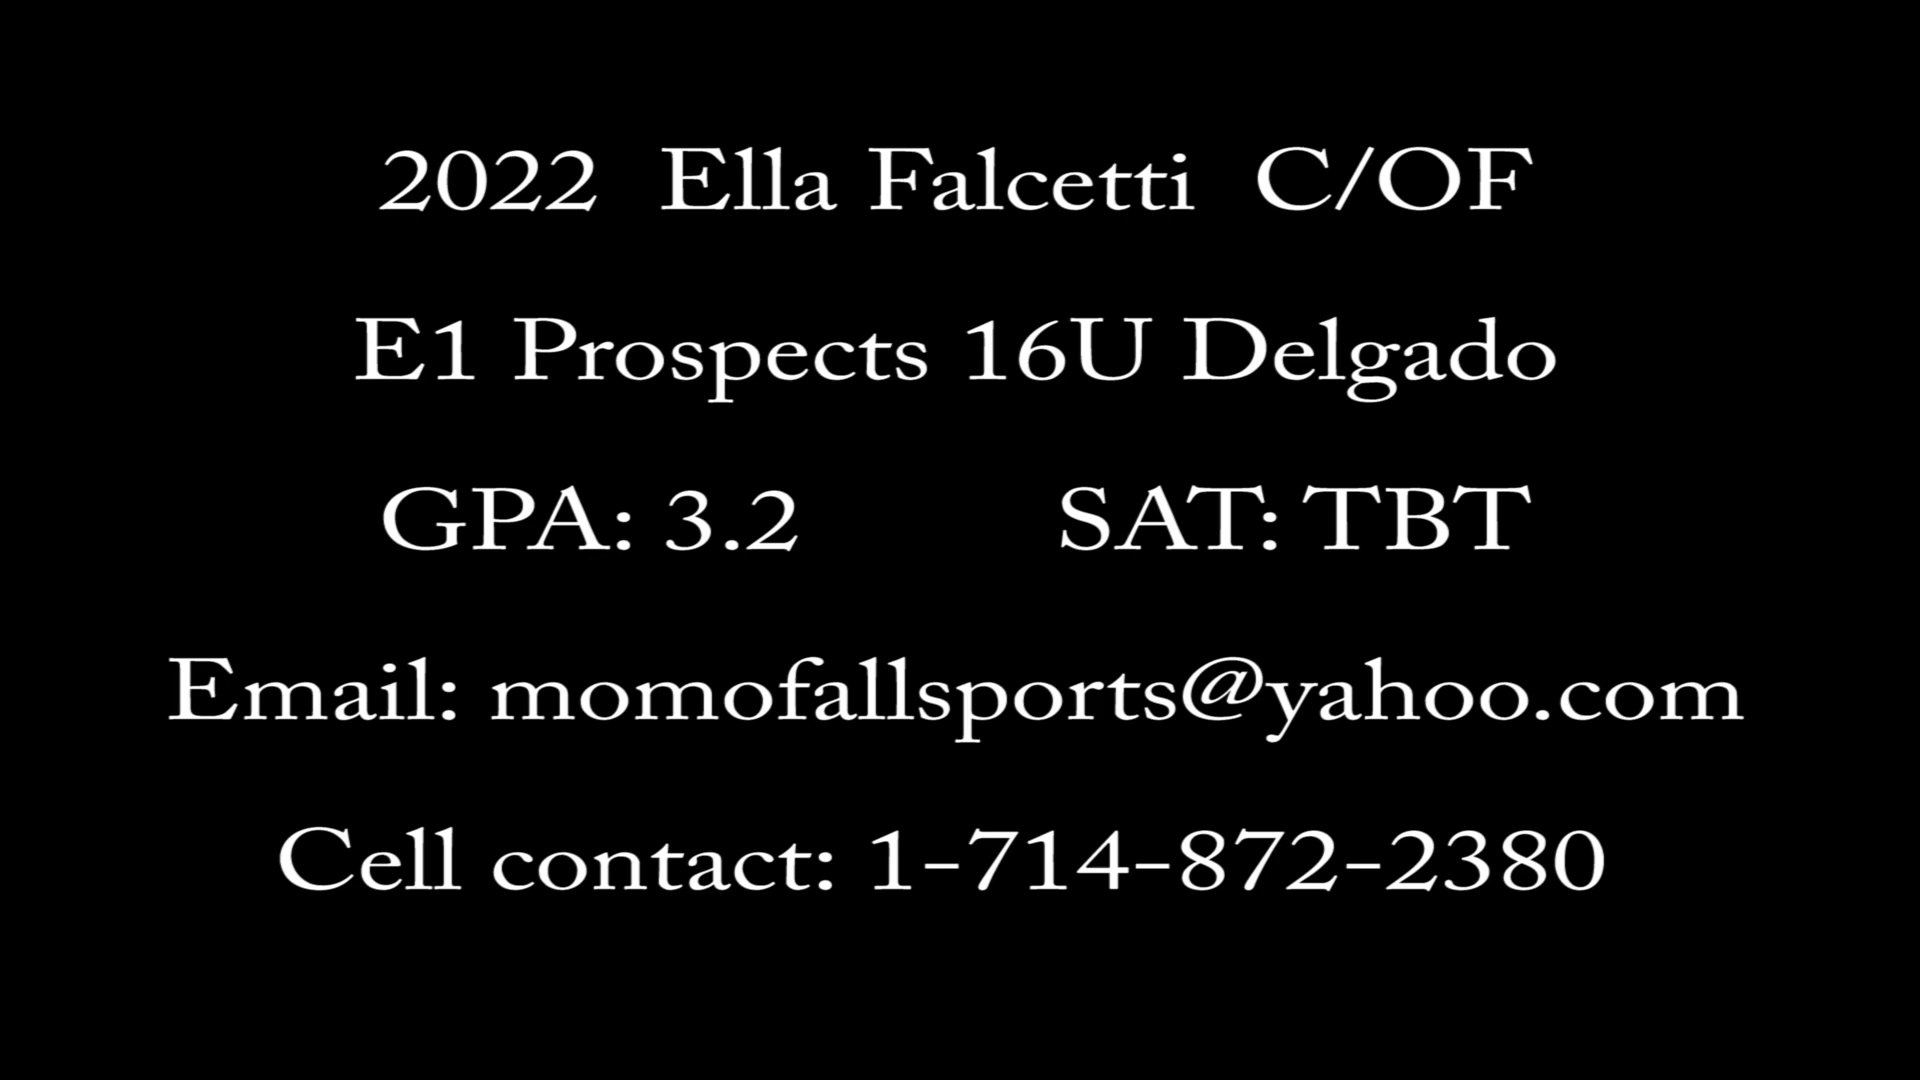 2022 Ella Falcetti C/OF
E1 Prospects 16U Delgado
GPA: 3.2 SAT: TBT
Email: momofallsports@yahoo.com
Cell contact: 1-714-872-2380